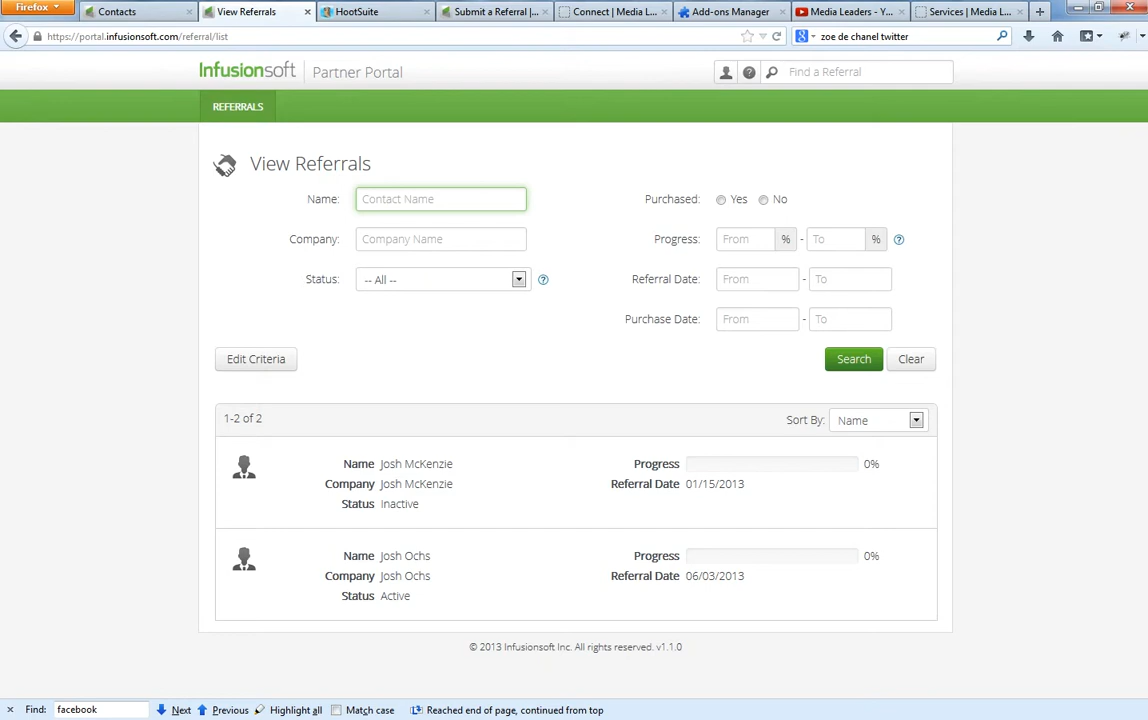 Firefox
Contacts × View Referrals × HootSuite × Submit a Referral |... × Connect | Media L... × Add-ons Manager × Media Leaders - Y... × Services | Media L... × +
https://portal.infusionsoft.com/referral/list
zoe de chanel twitter
Infusionsoft Partner Portal
Find a Referral
REFERRALS
View Referrals
Name: Contact Name Purchased: Yes No
Company: Company Name Progress: From % - To %
Status: -- All -- Referral Date: From - To
Purchase Date: From - To
Edit Criteria Search Clear
1-2 of 2 Sort By: Name
Name Josh McKenzie Progress 0%
Company Josh McKenzie Referral Date 01/15/2013
Status Inactive
Name Josh Ochs Progress 0%
Company Josh Ochs Referral Date 06/03/2013
Status Active
© 2013 Infusionsoft Inc. All rights reserved. v1.1.0
× Find: facebook Next Previous Highlight all Match case Reached end of page, continued from top